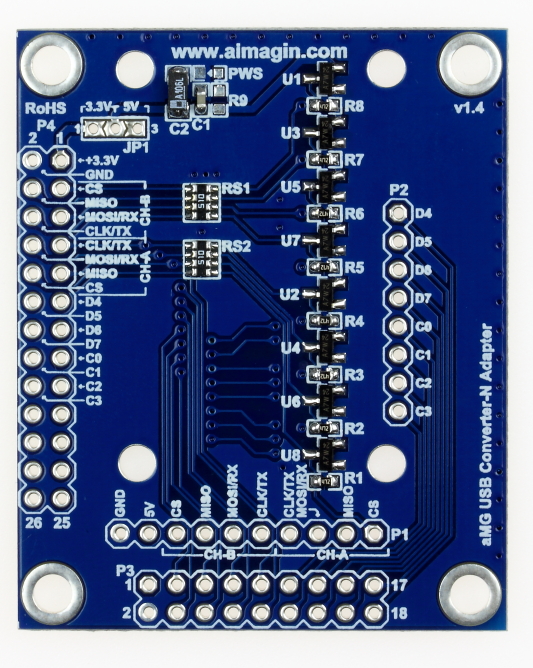 www.aimagin.com
RoHS
v1.4
PWS
R9
C2
C1
A106L
3.3V 5V
1
3
JP1
P4
2
1
+3.3V
GND
CS
MISO
MOSI/RX
CLK/TX
CLK/TX
MOSI/RX
MISO
CS
D4
D5
D6
D7
C0
C1
C2
C3
CH-B
CH-A
26 25
RS1
510
RS2
510
U1
R8
U3
R7
U5
R6
U7
R5
U2
R4
U4
R3
U6
R2
U8
R1
P2
D4
D5
D6
D7
C0
C1
C2
C3
aMG USB Converter-N Adaptor
GND
5V
CS
MISO
MOSI/RX
CLK/TX
CLK/TX
MOSI/RX
MISO
CS
P1
CH-B
CH-A
P3
1
17
2
18